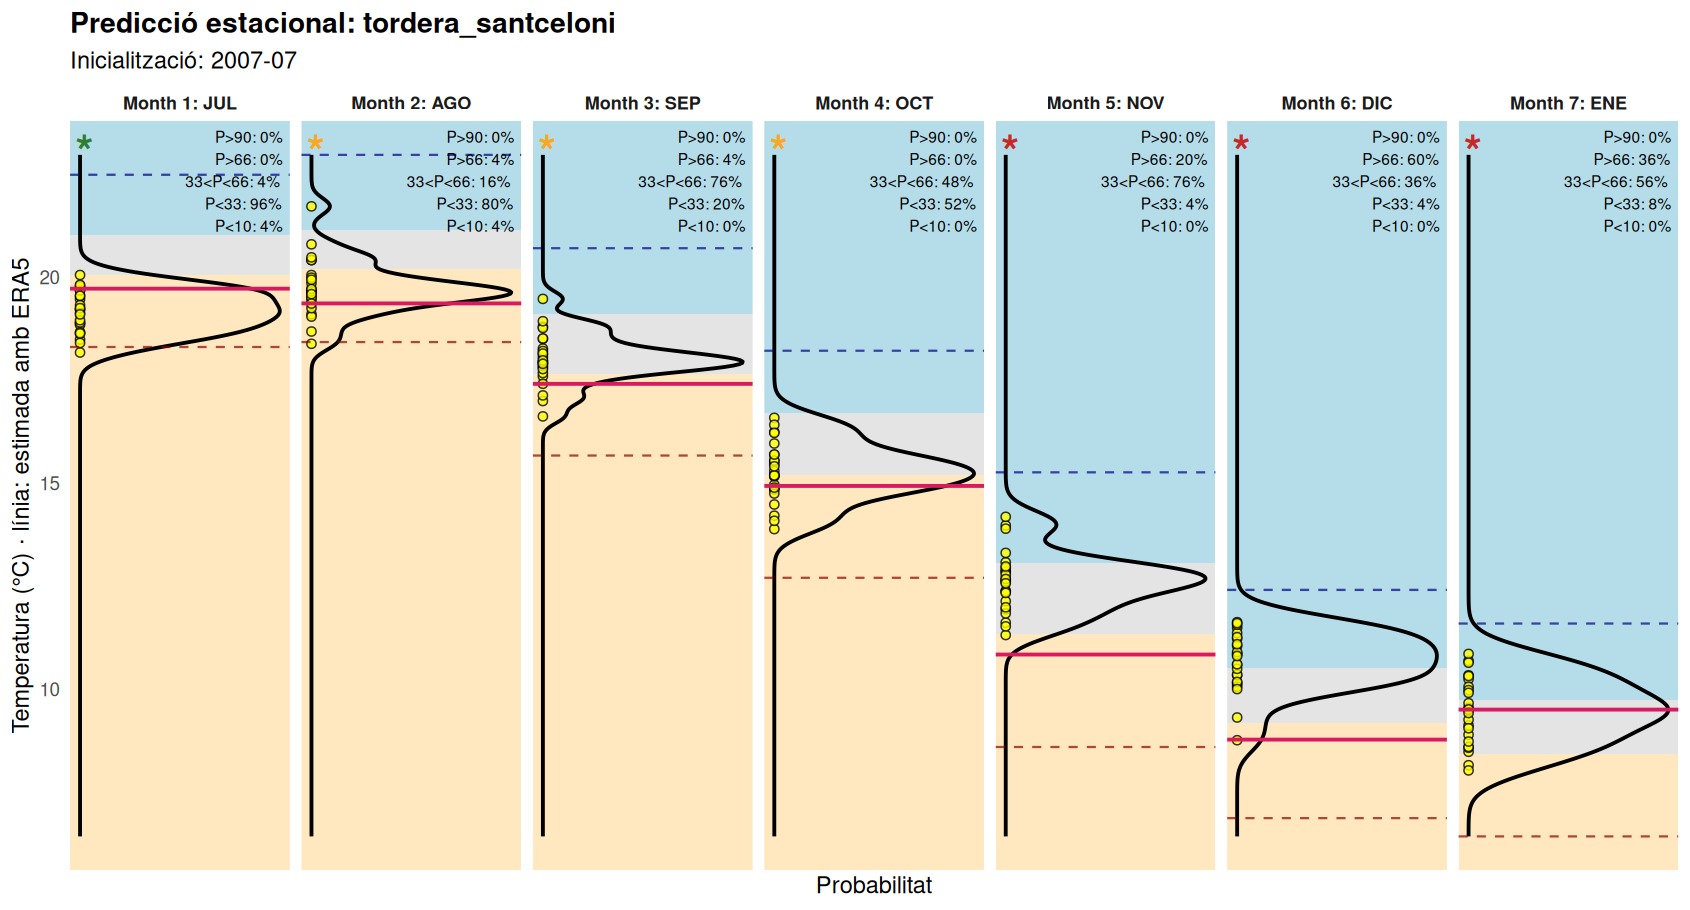 Predicció estacional: tordera_santceloni
Inicialització: 2007-07
Month 1: JUL
Month 2: AGO
Month 3: SEP
Month 4: OCT
Month 5: NOV
Month 6: DIC
Month 7: ENE
*
P>90: 0%
P>66: 0%
33<P<66: 4%
P<33: 96%
P<10: 4%
*
P>90: 0%
P>66: 4%
33<P<66: 16%
P<33: 80%
P<10: 4%
*
P>90: 0%
P>66: 4%
33<P<66: 76%
P<33: 20%
P<10: 0%
*
P>90: 0%
P>66: 0%
33<P<66: 48%
P<33: 52%
P<10: 0%
*
P>90: 0%
P>66: 20%
33<P<66: 76%
P<33: 4%
P<10: 0%
*
P>90: 0%
P>66: 60%
33<P<66: 36%
P<33: 4%
P<10: 0%
*
P>90: 0%
P>66: 36%
33<P<66: 56%
P<33: 8%
P<10: 0%
20
15
10
Temperatura (°C) · línia: estimada amb ERA5
Probabilitat